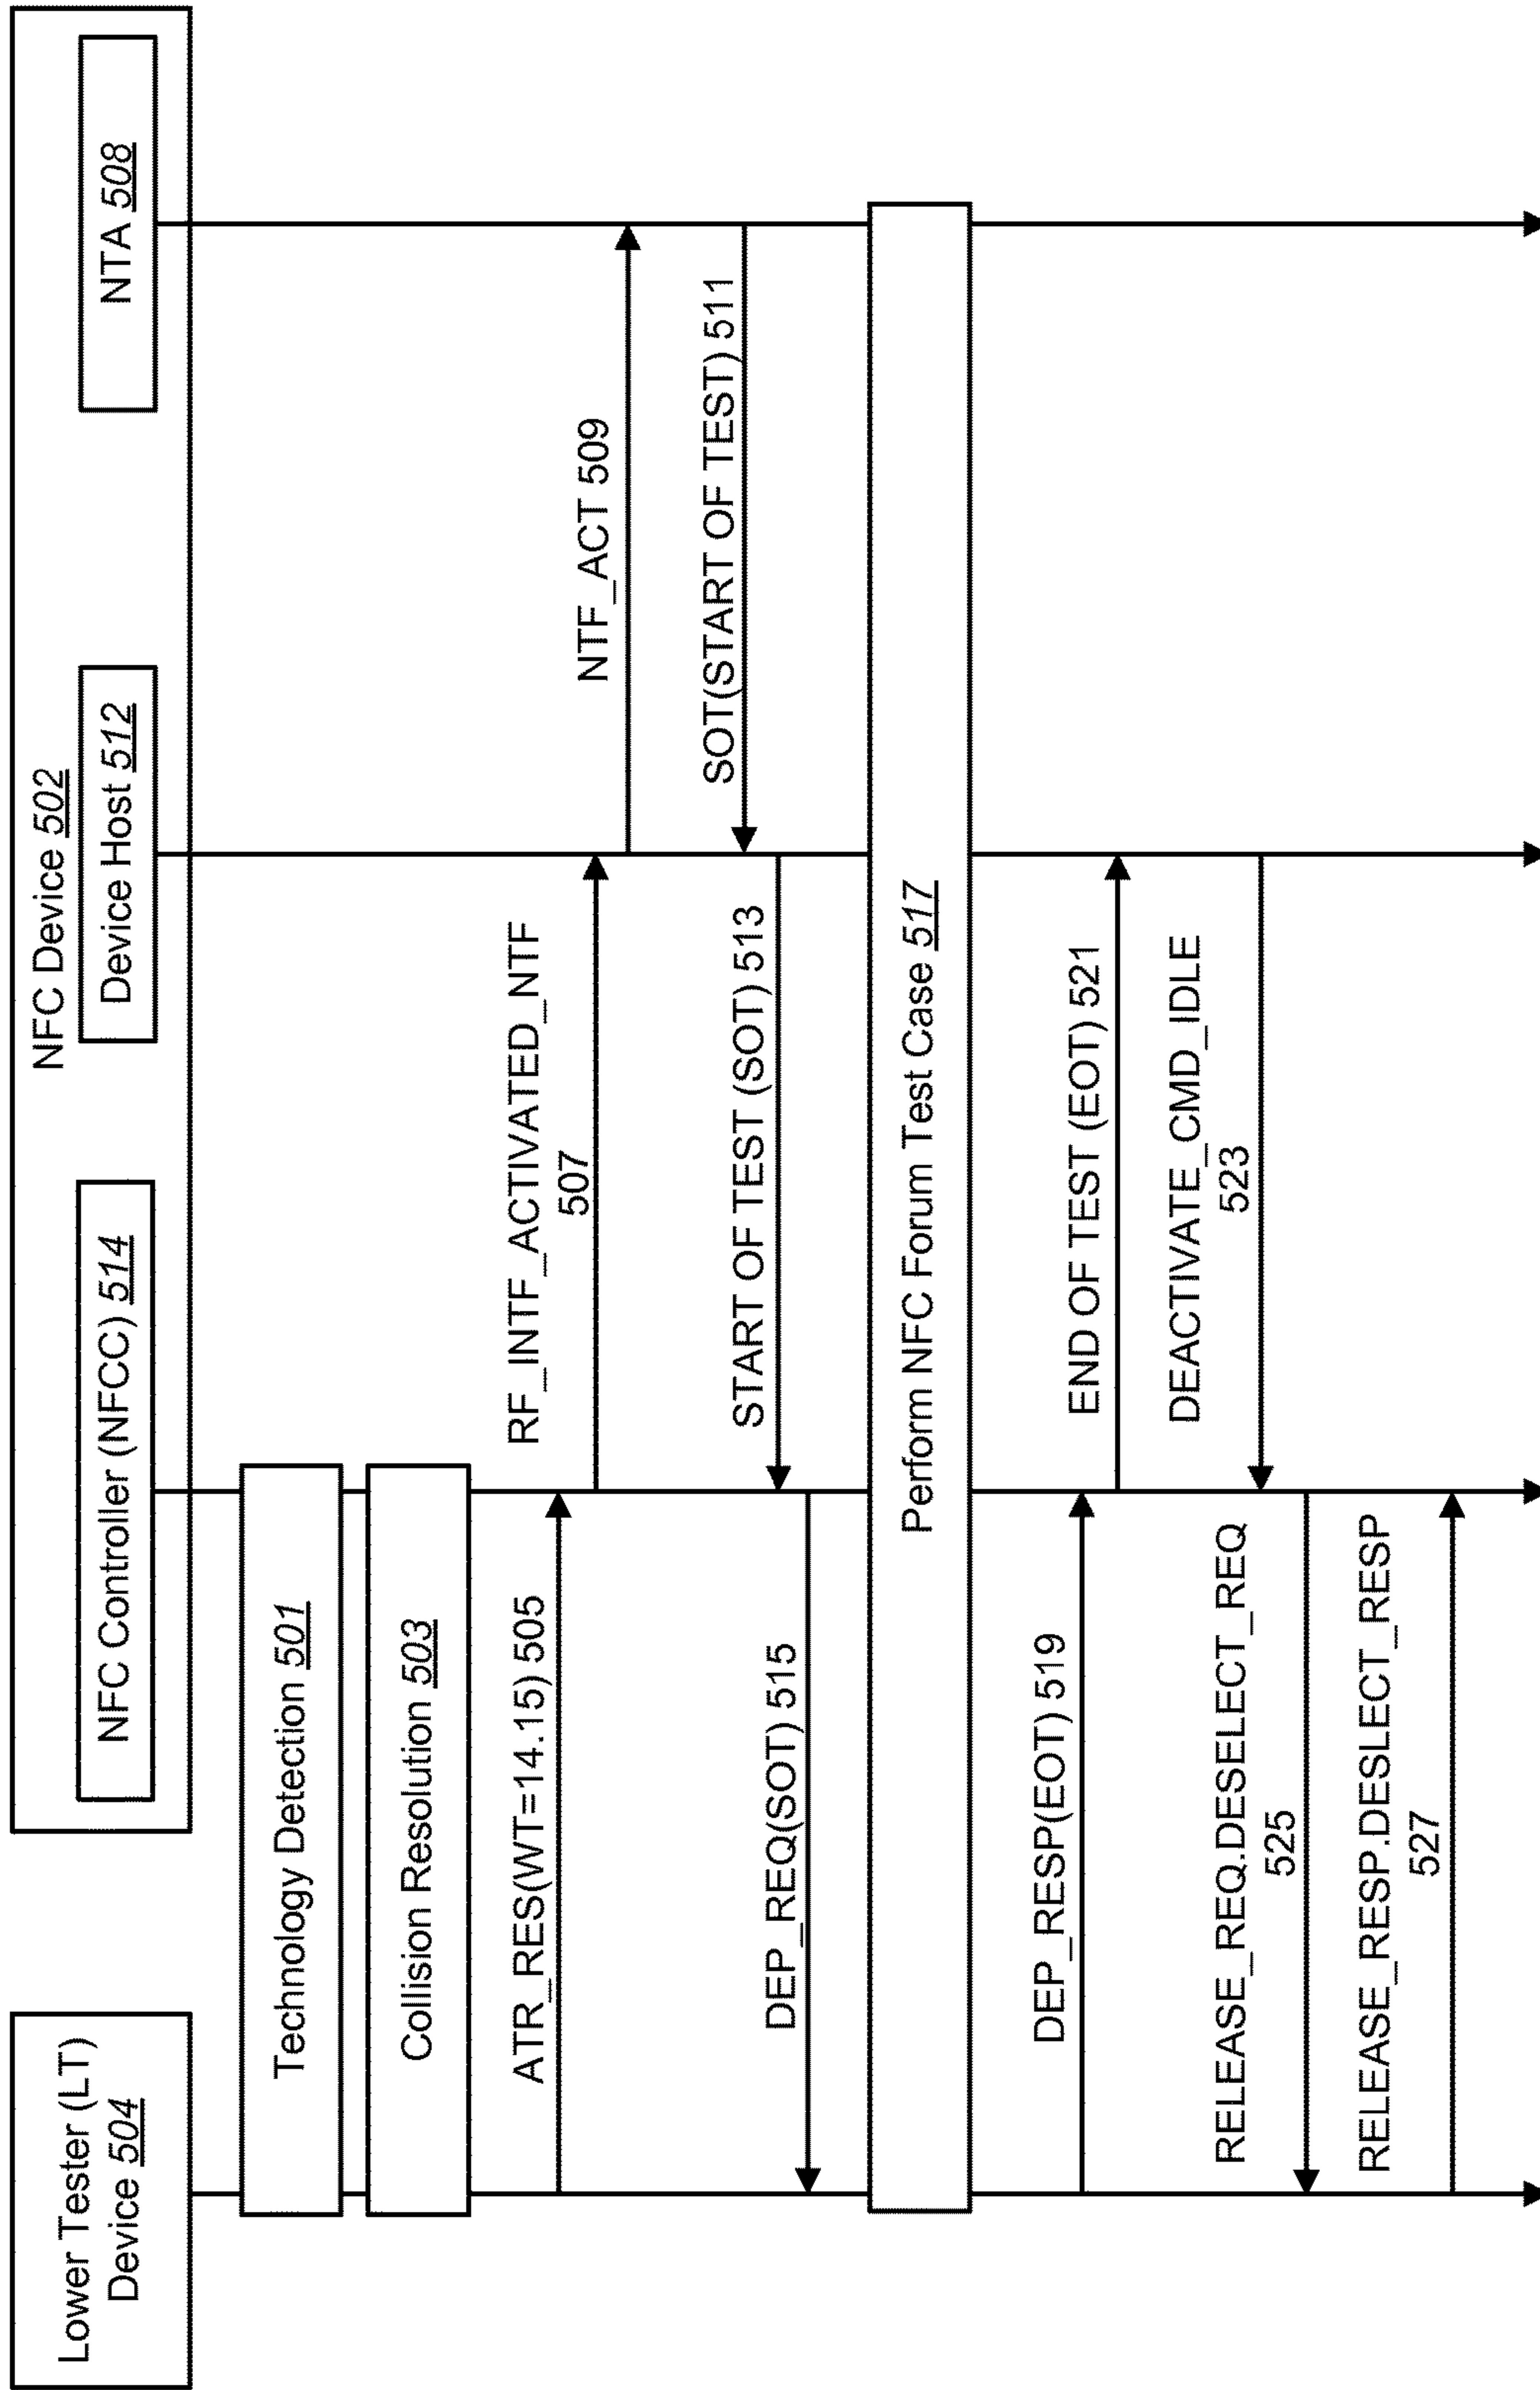 Lower Tester (LT)
Device 504
NFC Device 502
NFC Controller (NFCC) 514
Device Host 512
NTA 508
Technology Detection 501
Collision Resolution 503
ATR_RES(WT=14.15) 505
RF_INTF_ACTIVATED_NTF
507
NTF_ACT 509
SOT(START OF TEST) 511
START OF TEST (SOT) 513
DEP_REQ(SOT) 515
Perform NFC Forum Test Case 517
DEP_RESP(EOT) 519
END OF TEST (EOT) 521
DEACTIVATE_CMD_IDLE
523
RELEASE_REQ.DESELECT_REQ
525
RELEASE_RESP.DESLECT_RESP
527